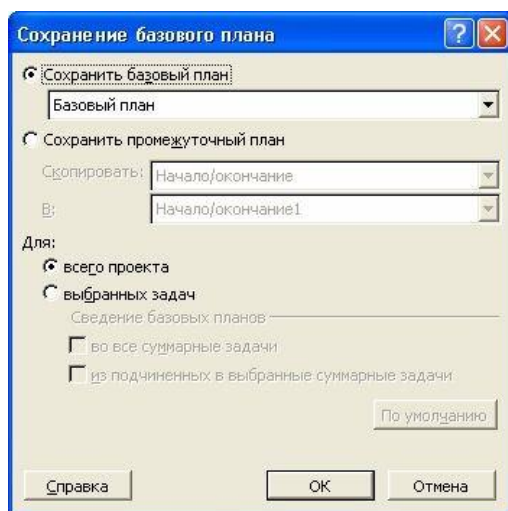 Сохранение базового плана
Сохранить базовый план
Базовый план
Сохранить промежуточный план
Скопировать: Начало/окончание
В: Начало/окончание1
Для:
всего проекта
выбранных задач
Сведение базовых планов
во все суммарные задачи
из подчиненных в выбранные суммарные задачи
По умолчанию
Справка ОК Отмена